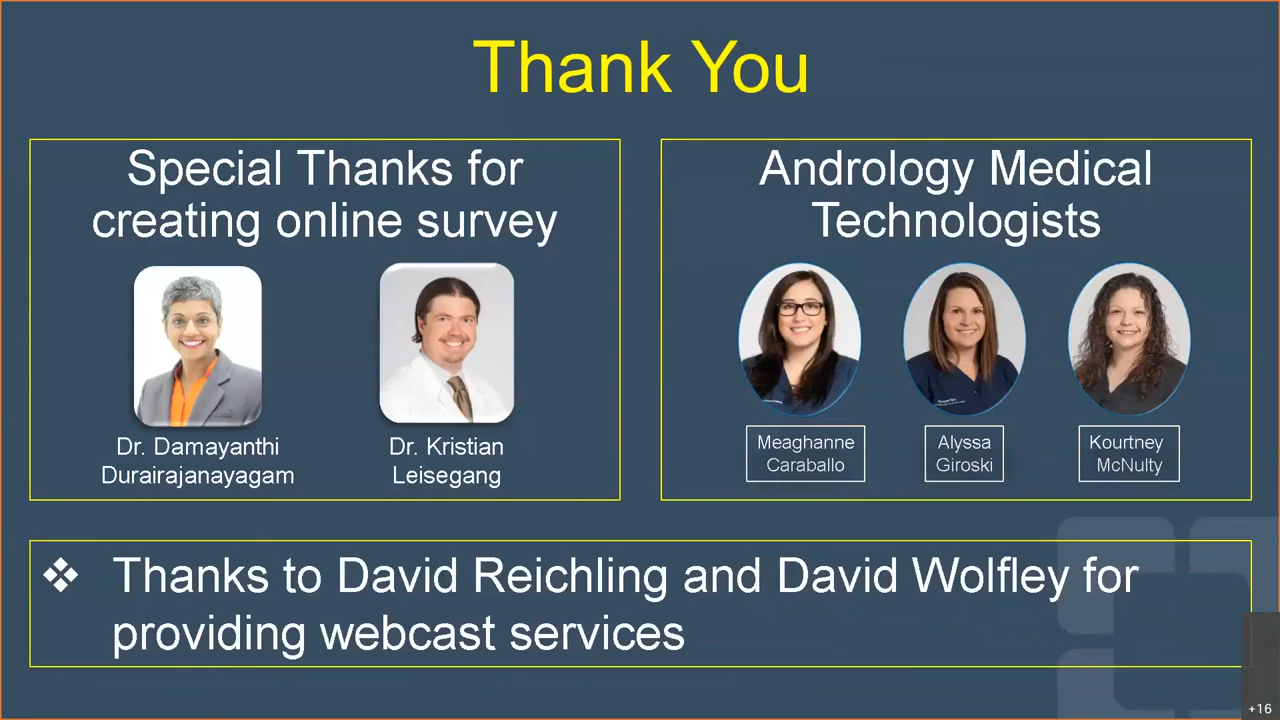 Thank You
Special Thanks for
creating online survey
Dr. Damayanthi
Durairajanayagam
Dr. Kristian
Leisegang
Andrology Medical
Technologists
Meaghanne
Caraballo
Alyssa
Giroski
Kourtney
McNulty
❖ Thanks to David Reichling and David Wolfley for
providing webcast services
+16